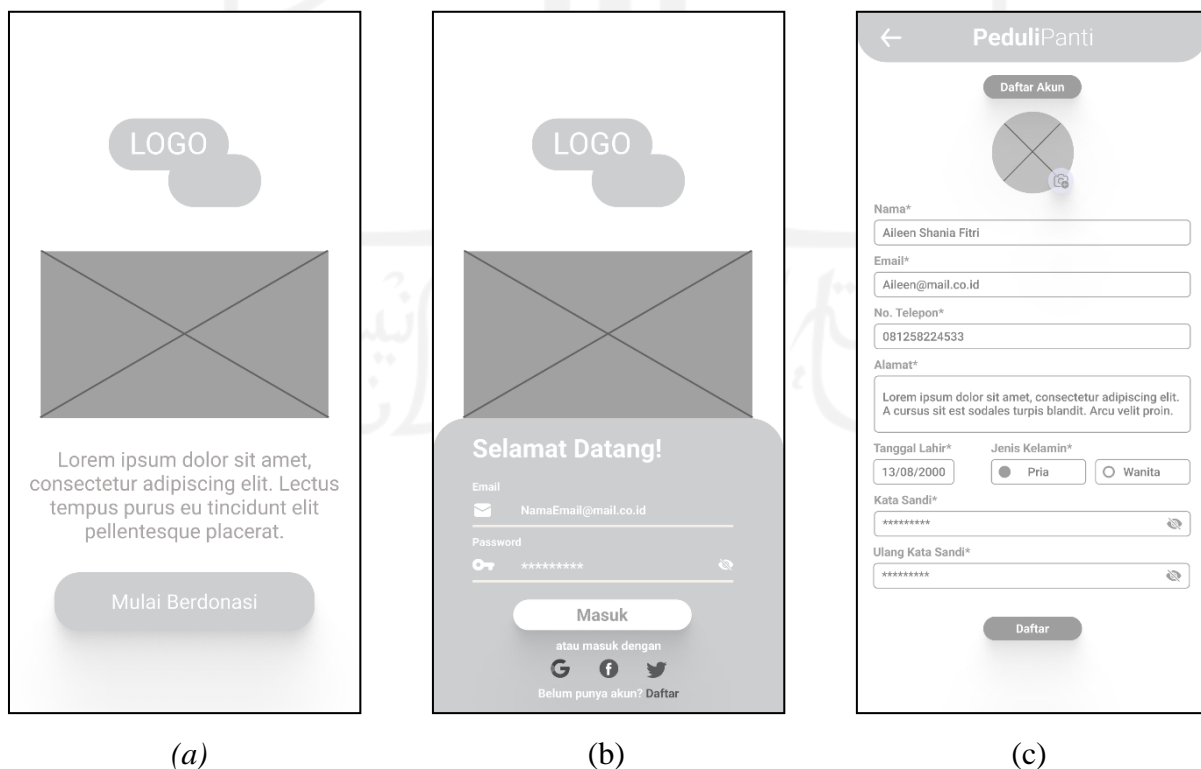 LOGO
Lorem ipsum dolor sit amet,
consectetur adipiscing elit. Lectus
tempus purus eu tincidunt elit
pellentesque placerat.
Mulai Berdonasi
(a)
LOGO
Selamat Datang!
Email
NamaEmail@mail.co.id
Password
*********
Masuk
atau masuk dengan
Belum punya akun? Daftar
(b)
PeduliPanti
Daftar Akun
Nama*
Aileen Shania Fitri
Email*
Aileen@mail.co.id
No. Telepon*
081258224533
Alamat*
Lorem ipsum dolor sit amet, consectetur adipiscing elit.
A cursus sit est sodales turpis blandit. Arcu velit proin.
Tanggal Lahir* Jenis Kelamin*
13/08/2000 Pria Wanita
Kata Sandi*
*********
Ulang Kata Sandi*
*********
Daftar
(c)